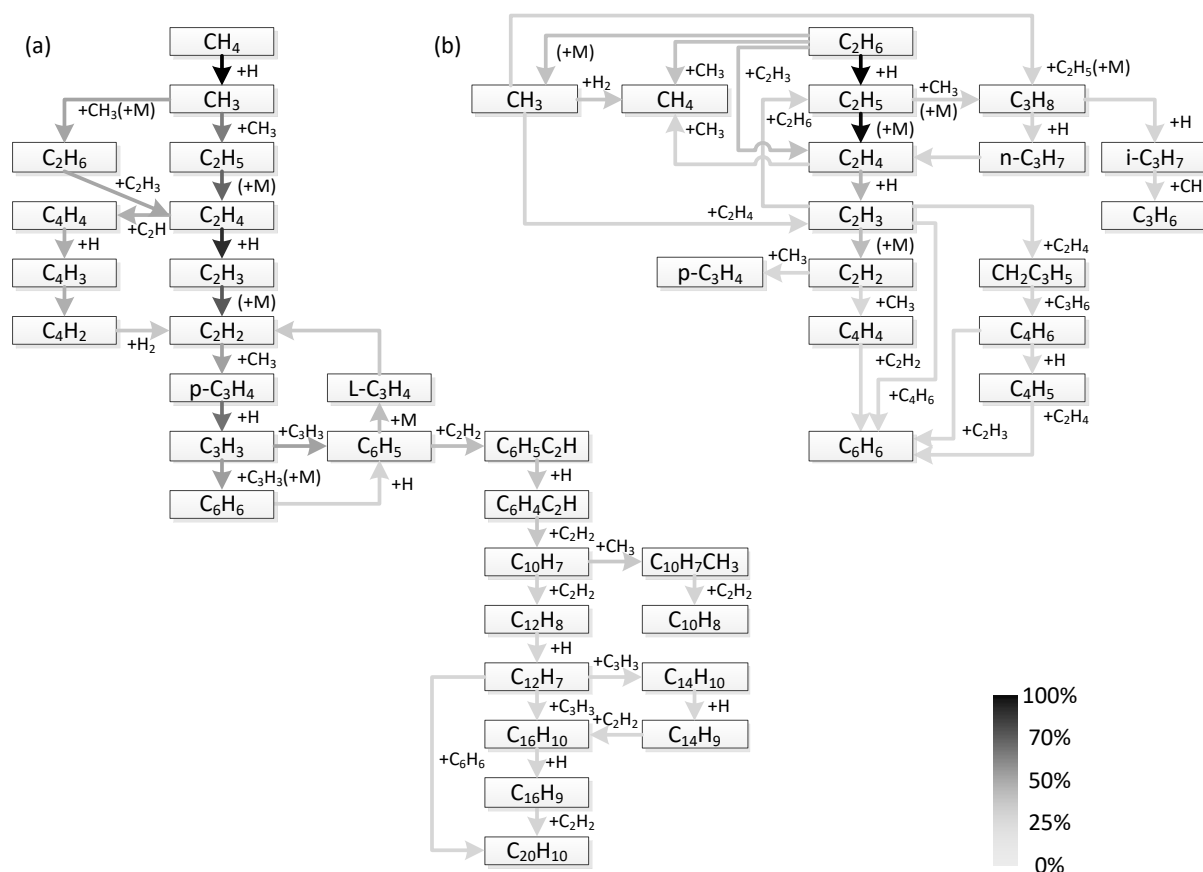 (a)
CH₄
+H
CH₃
+CH₃(+M)
+CH₃
C₂H₆
C₂H₅
+C₂H₃
(+M)
C₄H₄
C₂H₄
+C₂H
+H
+H
C₄H₃
C₂H₃
(+M)
C₄H₂
C₂H₂
+H₂
+CH₃
p-C₃H₄
L-C₃H₄
+H
+M
C₃H₃
+C₃H₃
C₆H₅
+C₂H₂
C₆H₅C₂H
+C₃H₃(+M)
+H
+H
C₆H₆
C₆H₄C₂H
+C₂H₂
+CH₃
C₁₀H₇
C₁₀H₇CH₃
+C₂H₂
+C₂H₂
C₁₂H₈
C₁₀H₈
+H
+C₃H₃
C₁₂H₇
C₁₄H₁₀
+C₃H₃
+C₂H₂
+H
C₁₆H₁₀
C₁₄H₉
+C₆H₆
+H
C₁₆H₉
+C₂H₂
C₂₀H₁₀
(b)
C₂H₆
(+M)
+CH₃
+C₂H₃
+H
+C₂H₅(+M)
CH₃
+H₂
CH₄
C₂H₅
+CH₃
(+M)
C₃H₈
+CH₃
+C₂H₆
(+M)
+H
+H
C₂H₄
n-C₃H₇
i-C₃H₇
+H
+CH
+C₂H₄
C₂H₃
C₃H₆
(+M)
+C₂H₄
p-C₃H₄
+CH₃
C₂H₂
CH₂C₃H₅
+CH₃
+C₃H₆
C₄H₄
C₄H₆
+C₂H₂
+H
+C₄H₆
C₄H₅
+C₂H₃
+C₂H₄
C₆H₆
100%
70%
50%
25%
0%